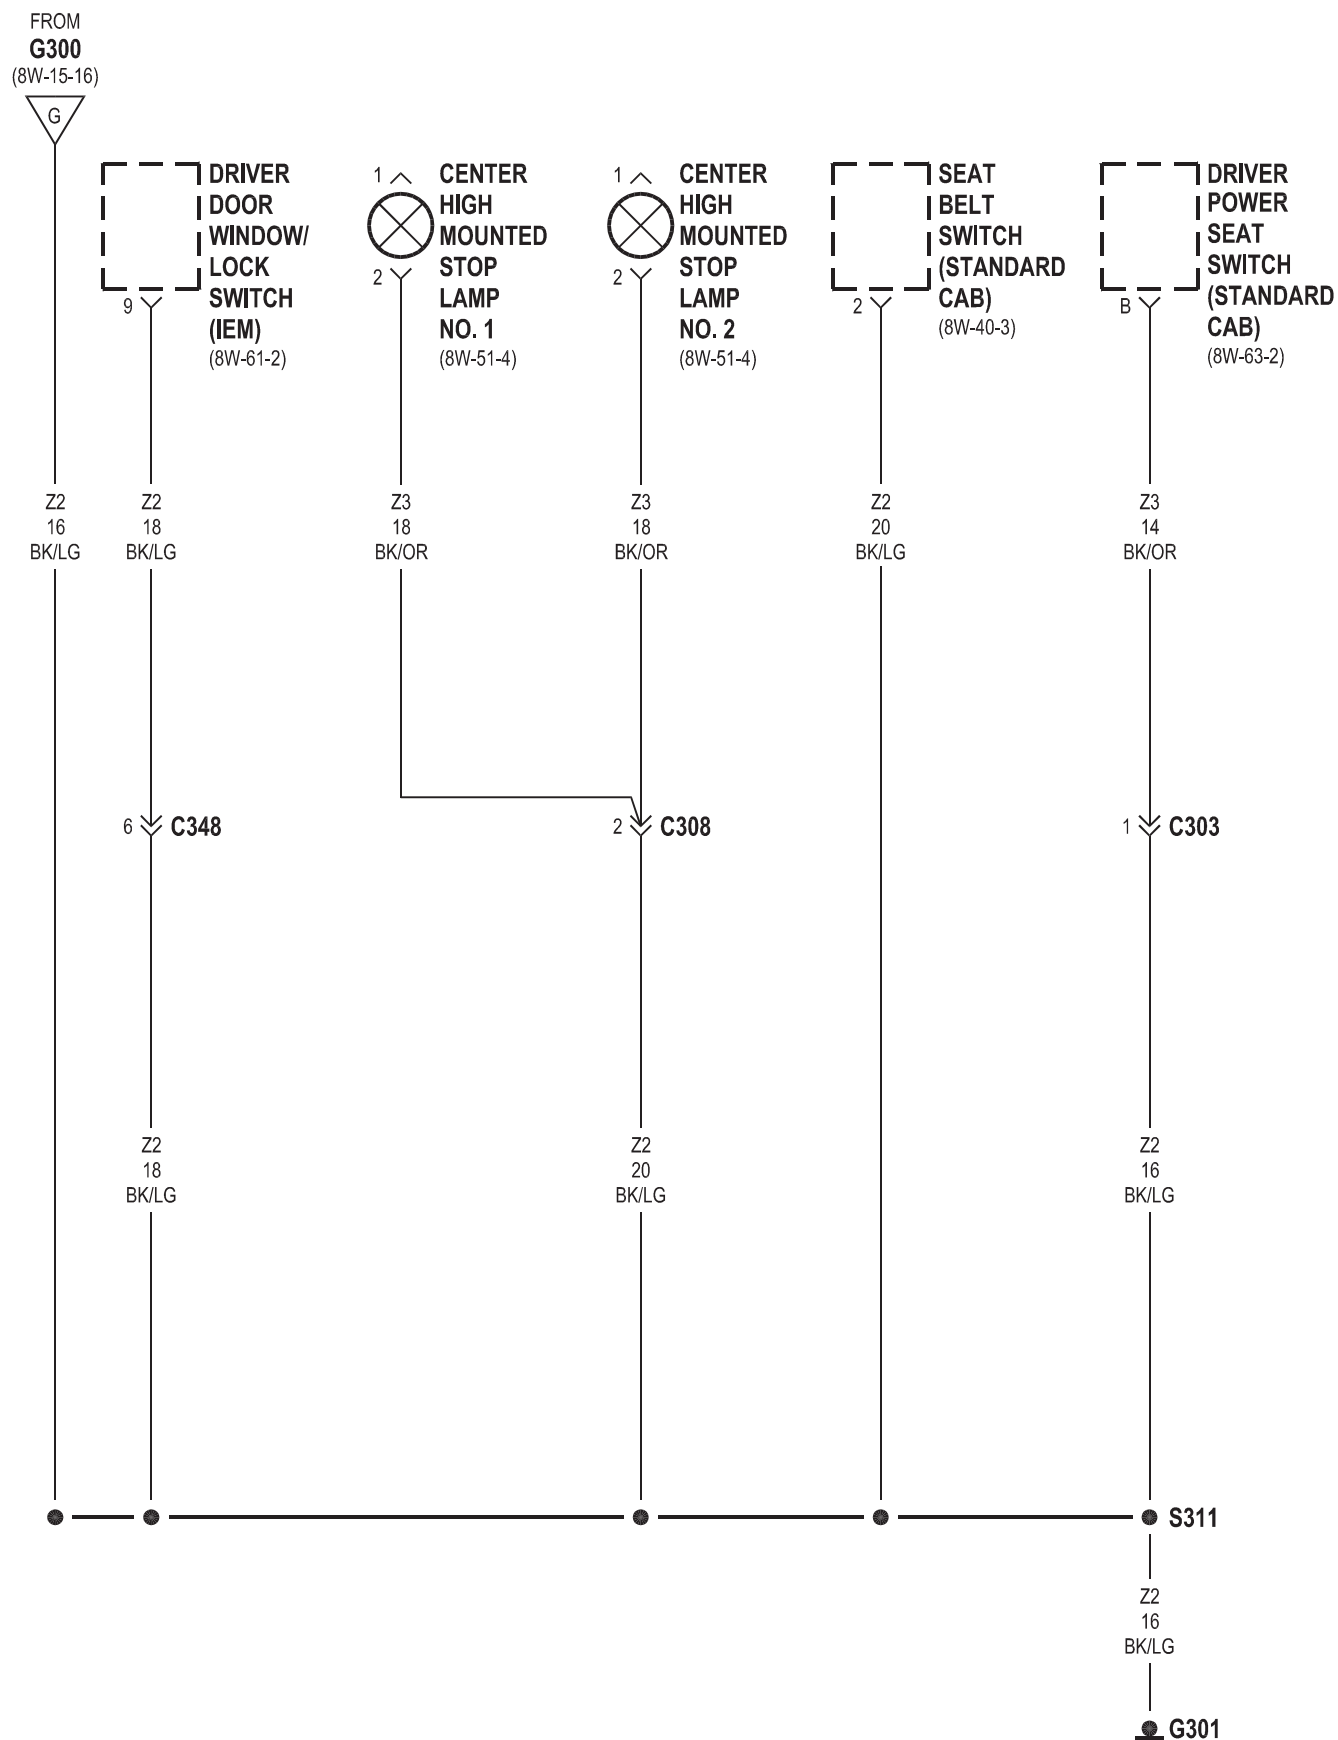 FROM
G300
(8W-15-16)
G
DRIVER
DOOR
WINDOW/
LOCK
SWITCH
(IEM)
(8W-61-2)
9
1
CENTER
HIGH
MOUNTED
STOP
LAMP
NO. 1
(8W-51-4)
2
1
CENTER
HIGH
MOUNTED
STOP
LAMP
NO. 2
(8W-51-4)
2
SEAT
BELT
SWITCH
(STANDARD
CAB)
(8W-40-3)
2
DRIVER
POWER
SEAT
SWITCH
(STANDARD
CAB)
(8W-63-2)
B
Z2
16
BK/LG
Z2
18
BK/LG
Z3
18
BK/OR
Z3
18
BK/OR
Z2
20
BK/LG
Z3
14
BK/OR
6 C348
2 C308
1 C303
Z2
18
BK/LG
Z2
20
BK/LG
Z2
16
BK/LG
S311
Z2
16
BK/LG
G301